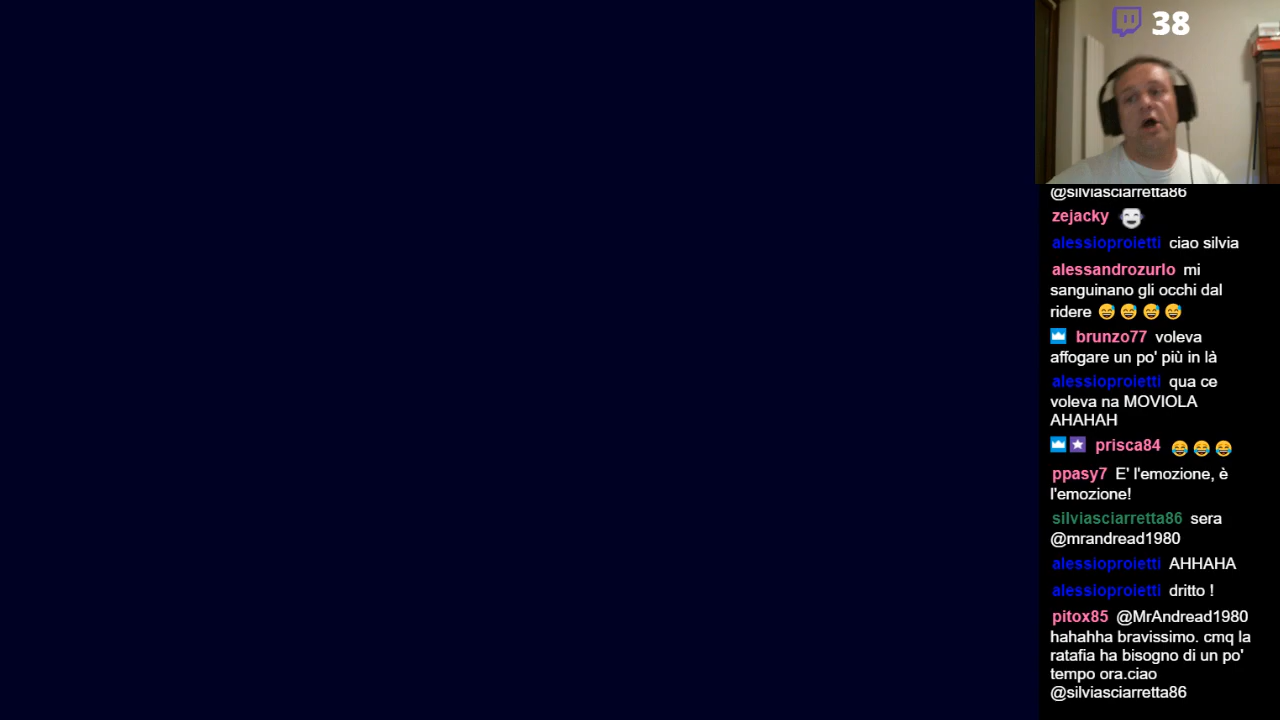 38
@silviasciarretta86
zejacky
alessioproietti ciao silvia
alessandrozurlo mi
sanguinano gli occhi dal
ridere
brunzo77 voleva
affogare un po' più in là
alessioproietti qua ce
voleva na MOVIOLA
AHAHAH
prisca84
ppasy7 E' l'emozione, è
l'emozione!
silviasciarretta86 sera
@mrandread1980
alessioproietti AHHAHA
alessioproietti dritto !
pitox85 @MrAndread1980
hahahha bravissimo. cmq la
ratafia ha bisogno di un po'
tempo ora.ciao
@silviasciarretta86